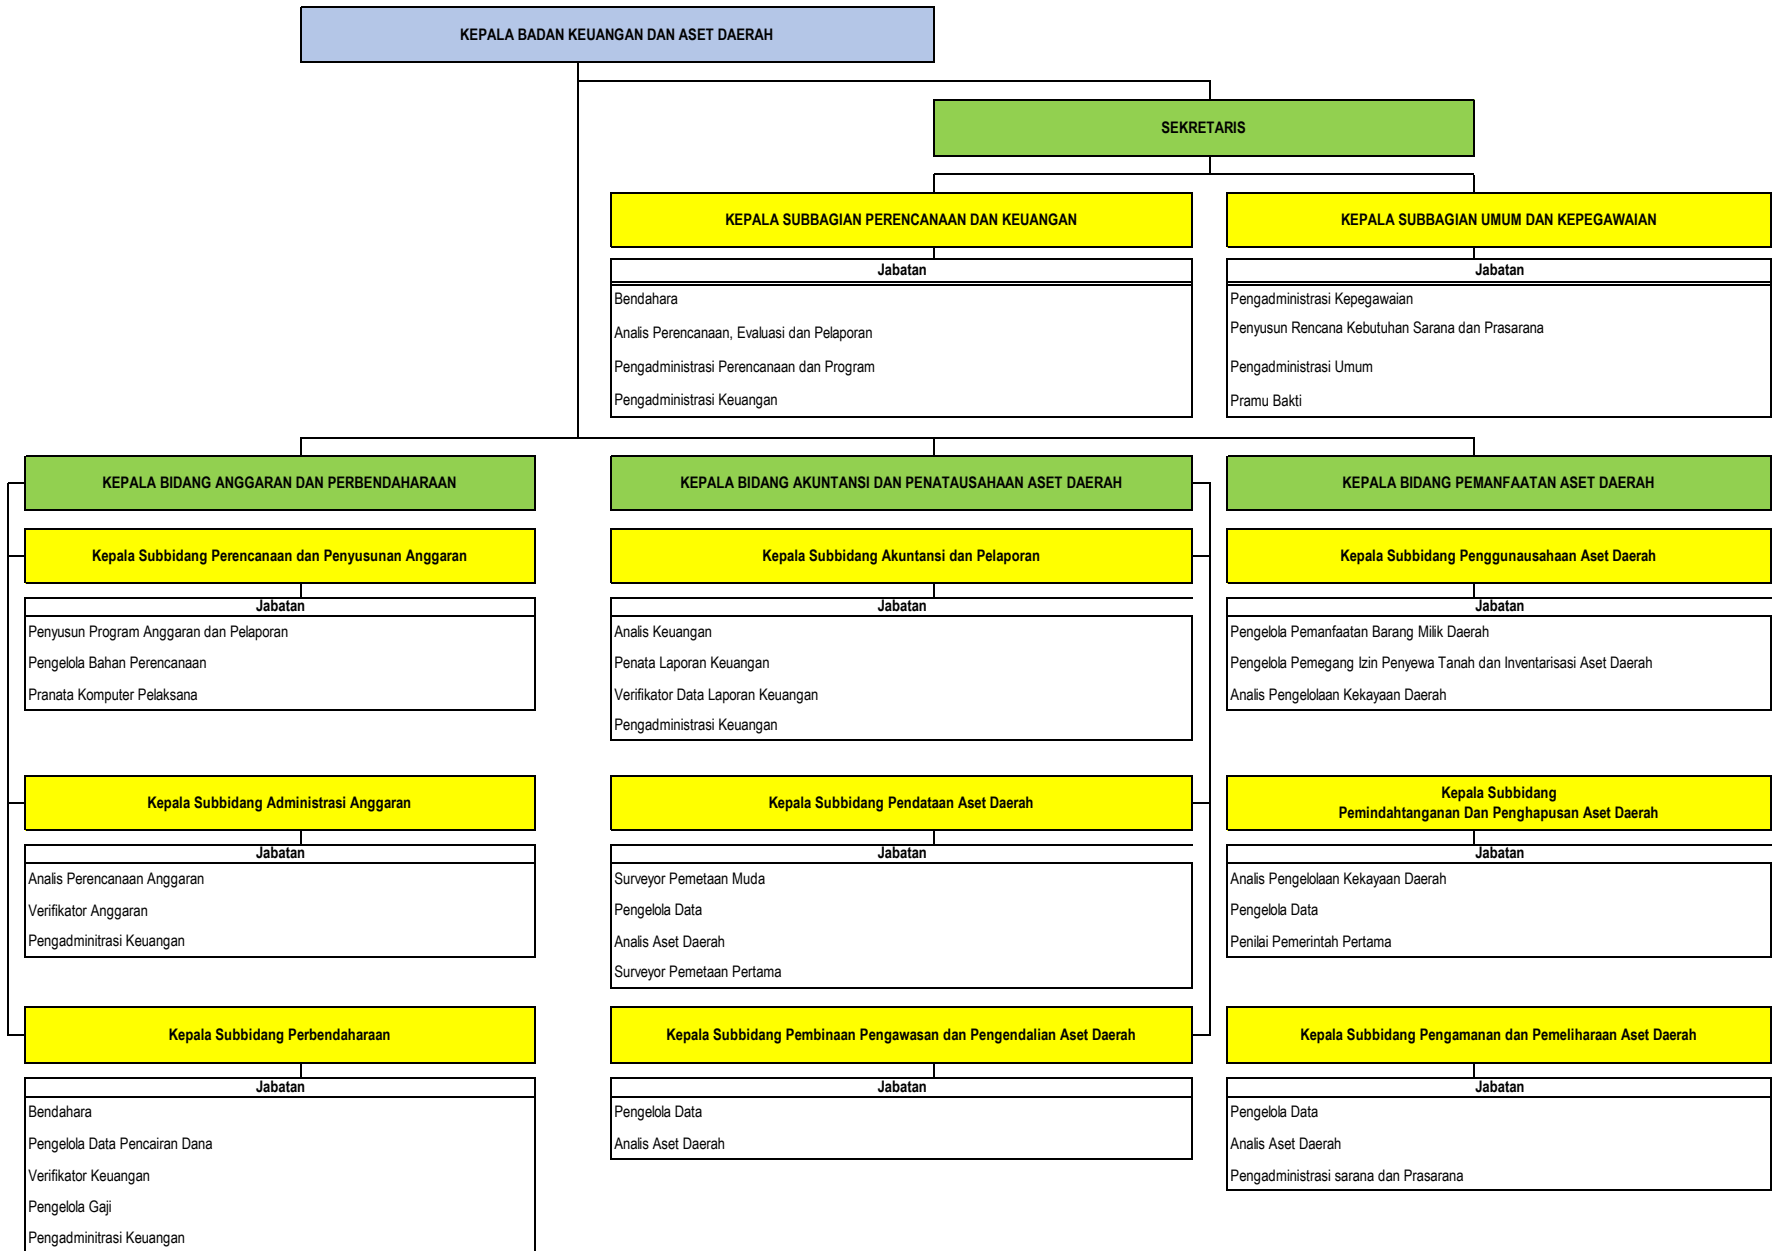 KEPALA BADAN KEUANGAN DAN ASET DAERAH
SEKRETARIS
KEPALA SUBBAGIAN PERENCANAAN DAN KEUANGAN
Jabatan
Bendahara
Analis Perencanaan, Evaluasi dan Pelaporan
Pengadministrasi Perencanaan dan Program
Pengadministrasi Keuangan
KEPALA SUBBAGIAN UMUM DAN KEPEGAWAIAN
Jabatan
Pengadministrasi Kepegawaian
Penyusun Rencana Kebutuhan Sarana dan Prasarana
Pengadministrasi Umum
Pramu Bakti
KEPALA BIDANG ANGGARAN DAN PERBENDAHARAAN
Kepala Subbidang Perencanaan dan Penyusunan Anggaran
Jabatan
Penyusun Program Anggaran dan Pelaporan
Pengelola Bahan Perencanaan
Pranata Komputer Pelaksana
Kepala Subbidang Administrasi Anggaran
Jabatan
Analis Perencanaan Anggaran
Verifikator Anggaran
Pengadminitrasi Keuangan
Kepala Subbidang Perbendaharaan
Jabatan
Bendahara
Pengelola Data Pencairan Dana
Verifikator Keuangan
Pengelola Gaji
Pengadminitrasi Keuangan
KEPALA BIDANG AKUNTANSI DAN PENATAUSAHAAN ASET DAERAH
Kepala Subbidang Akuntansi dan Pelaporan
Jabatan
Analis Keuangan
Penata Laporan Keuangan
Verifikator Data Laporan Keuangan
Pengadministrasi Keuangan
Kepala Subbidang Pendataan Aset Daerah
Jabatan
Surveyor Pemetaan Muda
Pengelola Data
Analis Aset Daerah
Surveyor Pemetaan Pertama
Kepala Subbidang Pembinaan Pengawasan dan Pengendalian Aset Daerah
Jabatan
Pengelola Data
Analis Aset Daerah
KEPALA BIDANG PEMANFAATAN ASET DAERAH
Kepala Subbidang Penggunausahaan Aset Daerah
Jabatan
Pengelola Pemanfaatan Barang Milik Daerah
Pengelola Pemegang Izin Penyewa Tanah dan Inventarisasi Aset Daerah
Analis Pengelolaan Kekayaan Daerah
Kepala Subbidang
Pemindahtanganan Dan Penghapusan Aset Daerah
Jabatan
Analis Pengelolaan Kekayaan Daerah
Pengelola Data
Penilai Pemerintah Pertama
Kepala Subbidang Pengamanan dan Pemeliharaan Aset Daerah
Jabatan
Pengelola Data
Analis Aset Daerah
Pengadministrasi sarana dan Prasarana